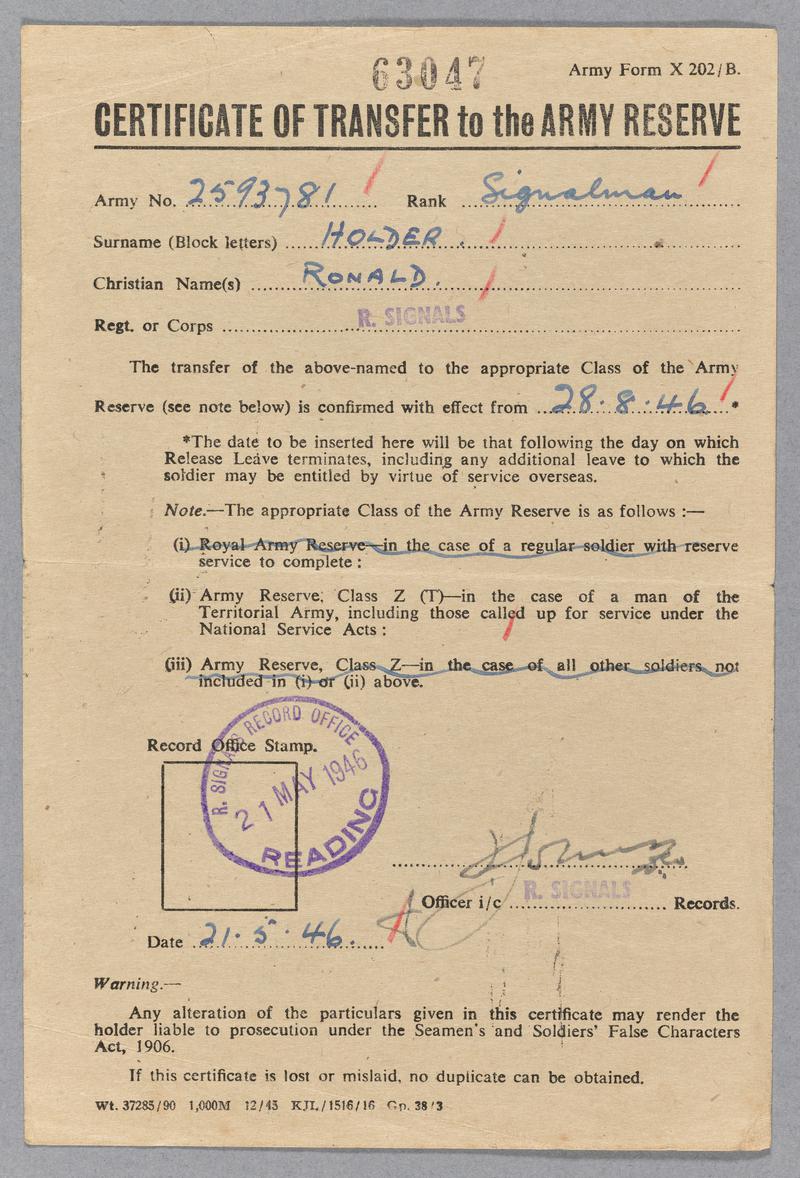 63047
Army Form X 202/B.
CERTIFICATE OF TRANSFER to the ARMY RESERVE
Army No. 2593781 Rank Signalman
Surname (Block letters) HOLDER.
Christian Name(s) RONALD.
Regt. or Corps R. SIGNALS
The transfer of the above-named to the appropriate Class of the Army
Reserve (see note below) is confirmed with effect from 28.8.46*
*The date to be inserted here will be that following the day on which
Release Leave terminates, including any additional leave to which the
soldier may be entitled by virtue of service overseas.
Note.—The appropriate Class of the Army Reserve is as follows :—
(i) Royal Army Reserve—in the case of a regular soldier with reserve
service to complete :
(ii) Army Reserve, Class Z (T)—in the case of a man of the
Territorial Army, including those called up for service under the
National Service Acts :
(iii) Army Reserve, Class Z—in the case of all other soldiers not
included in (i) or (ii) above.
Record Office Stamp.
R. SIGNALS RECORD OFFICE
21 MAY 1946
READING
Officer i/c R. SIGNALS Records.
Date 21.5.46.
Warning.—
Any alteration of the particulars given in this certificate may render the
holder liable to prosecution under the Seamen's and Soldiers' False Characters
Act, 1906.
If this certificate is lost or mislaid, no duplicate can be obtained.
Wt. 37285/90 1,000M 12/45 KJL/1516/16 Gp. 38/3